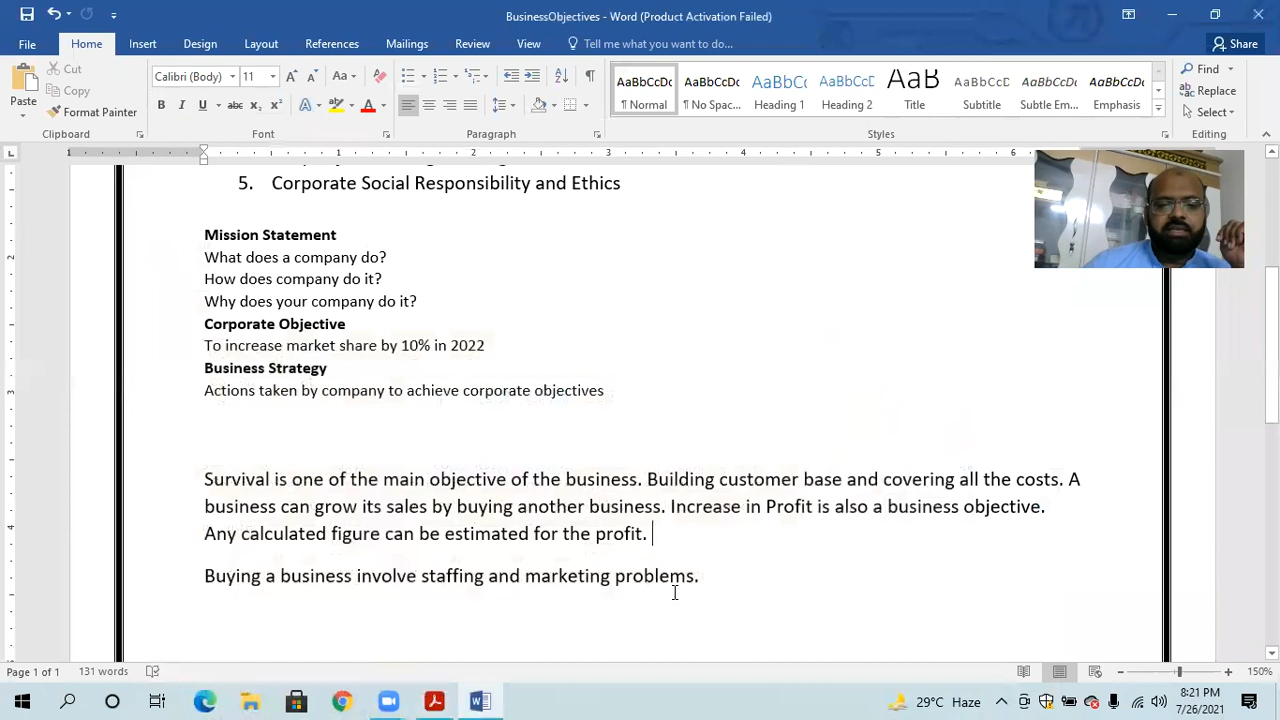 BusinessObjectives - Word (Product Activation Failed)
File Home Insert Design Layout References Mailings Review View Tell me what you want to do... Share
Paste Cut Copy Format Painter
Calibri (Body) 11
AaBbCcDc AaBbCcDc AaBbCc AaBbCcD AaB AaBbCcD AaBbCcDc AaBbCcDc
¶ Normal ¶ No Spac... Heading Heading 2 Title Subtitle Subtle Em... Emphasis
Find Replace Select
Clipboard Font Paragraph Styles Editing
5. Corporate Social Responsibility and Ethics
Mission Statement
What does a company do?
How does company do it?
Why does your company do it?
Corporate Objective
To increase market share by 10% in 2022
Business Strategy
Actions taken by company to achieve corporate objectives
Survival is one of the main objective of the business. Building customer base and covering all the costs. A
business can grow its sales by buying another business. Increase in Profit is also a business objective.
Any calculated figure can be estimated for the profit.
Buying a business involve staffing and marketing problems.
Page 1 of 1 131 words 150%
29°C Haze 8:21 PM
7/26/2021